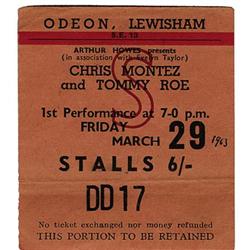 ODEON, LEWISHAM
S.E. 13
ARTHUR HOWES presents
(in association with Evelyn Taylor)
CHRIS MONTEZ
and TOMMY ROE
S
1st Performance at 7-0 p.m.
FRIDAY
MARCH 29 1963
STALLS 6/-
DD 17
No ticket exchanged nor money refunded
THIS PORTION TO BE RETAINED